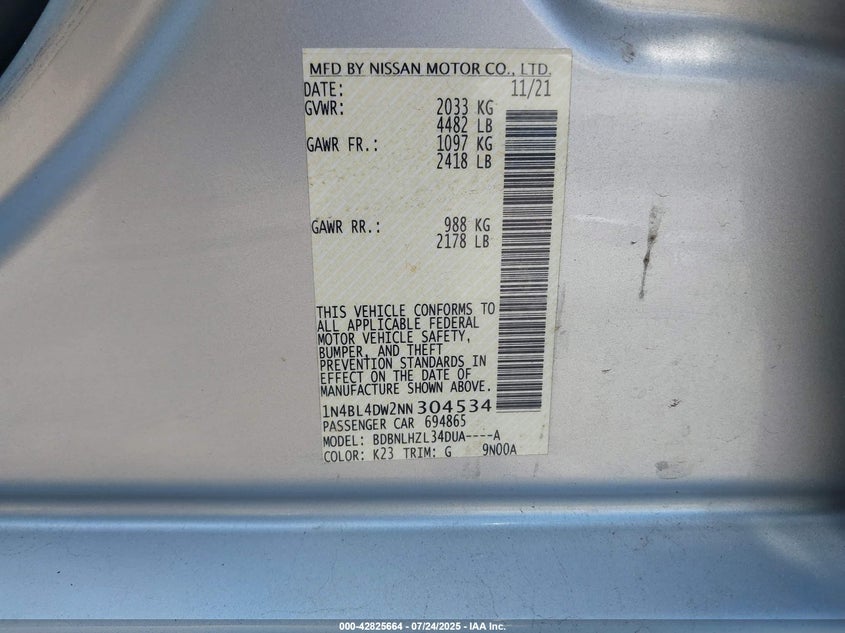 MFD BY NISSAN MOTOR CO., LTD.
DATE: 11/21
GVWR: 2033 KG
4482 LB
GAWR FR.: 1097 KG
2418 LB
GAWR RR.: 988 KG
2178 LB
THIS VEHICLE CONFORMS TO
ALL APPLICABLE FEDERAL
MOTOR VEHICLE SAFETY,
BUMPER, AND THEFT
PREVENTION STANDARDS IN
EFFECT ON THE DATE OF
MANUFACTURE SHOWN ABOVE.
1N4BL4DW2NN304534
PASSENGER CAR 694865
MODEL: BDBNLHZL34DUA----A
COLOR: K23 TRIM: G 9N00A
000-42825664 - 07/24/2025 - IAA Inc.